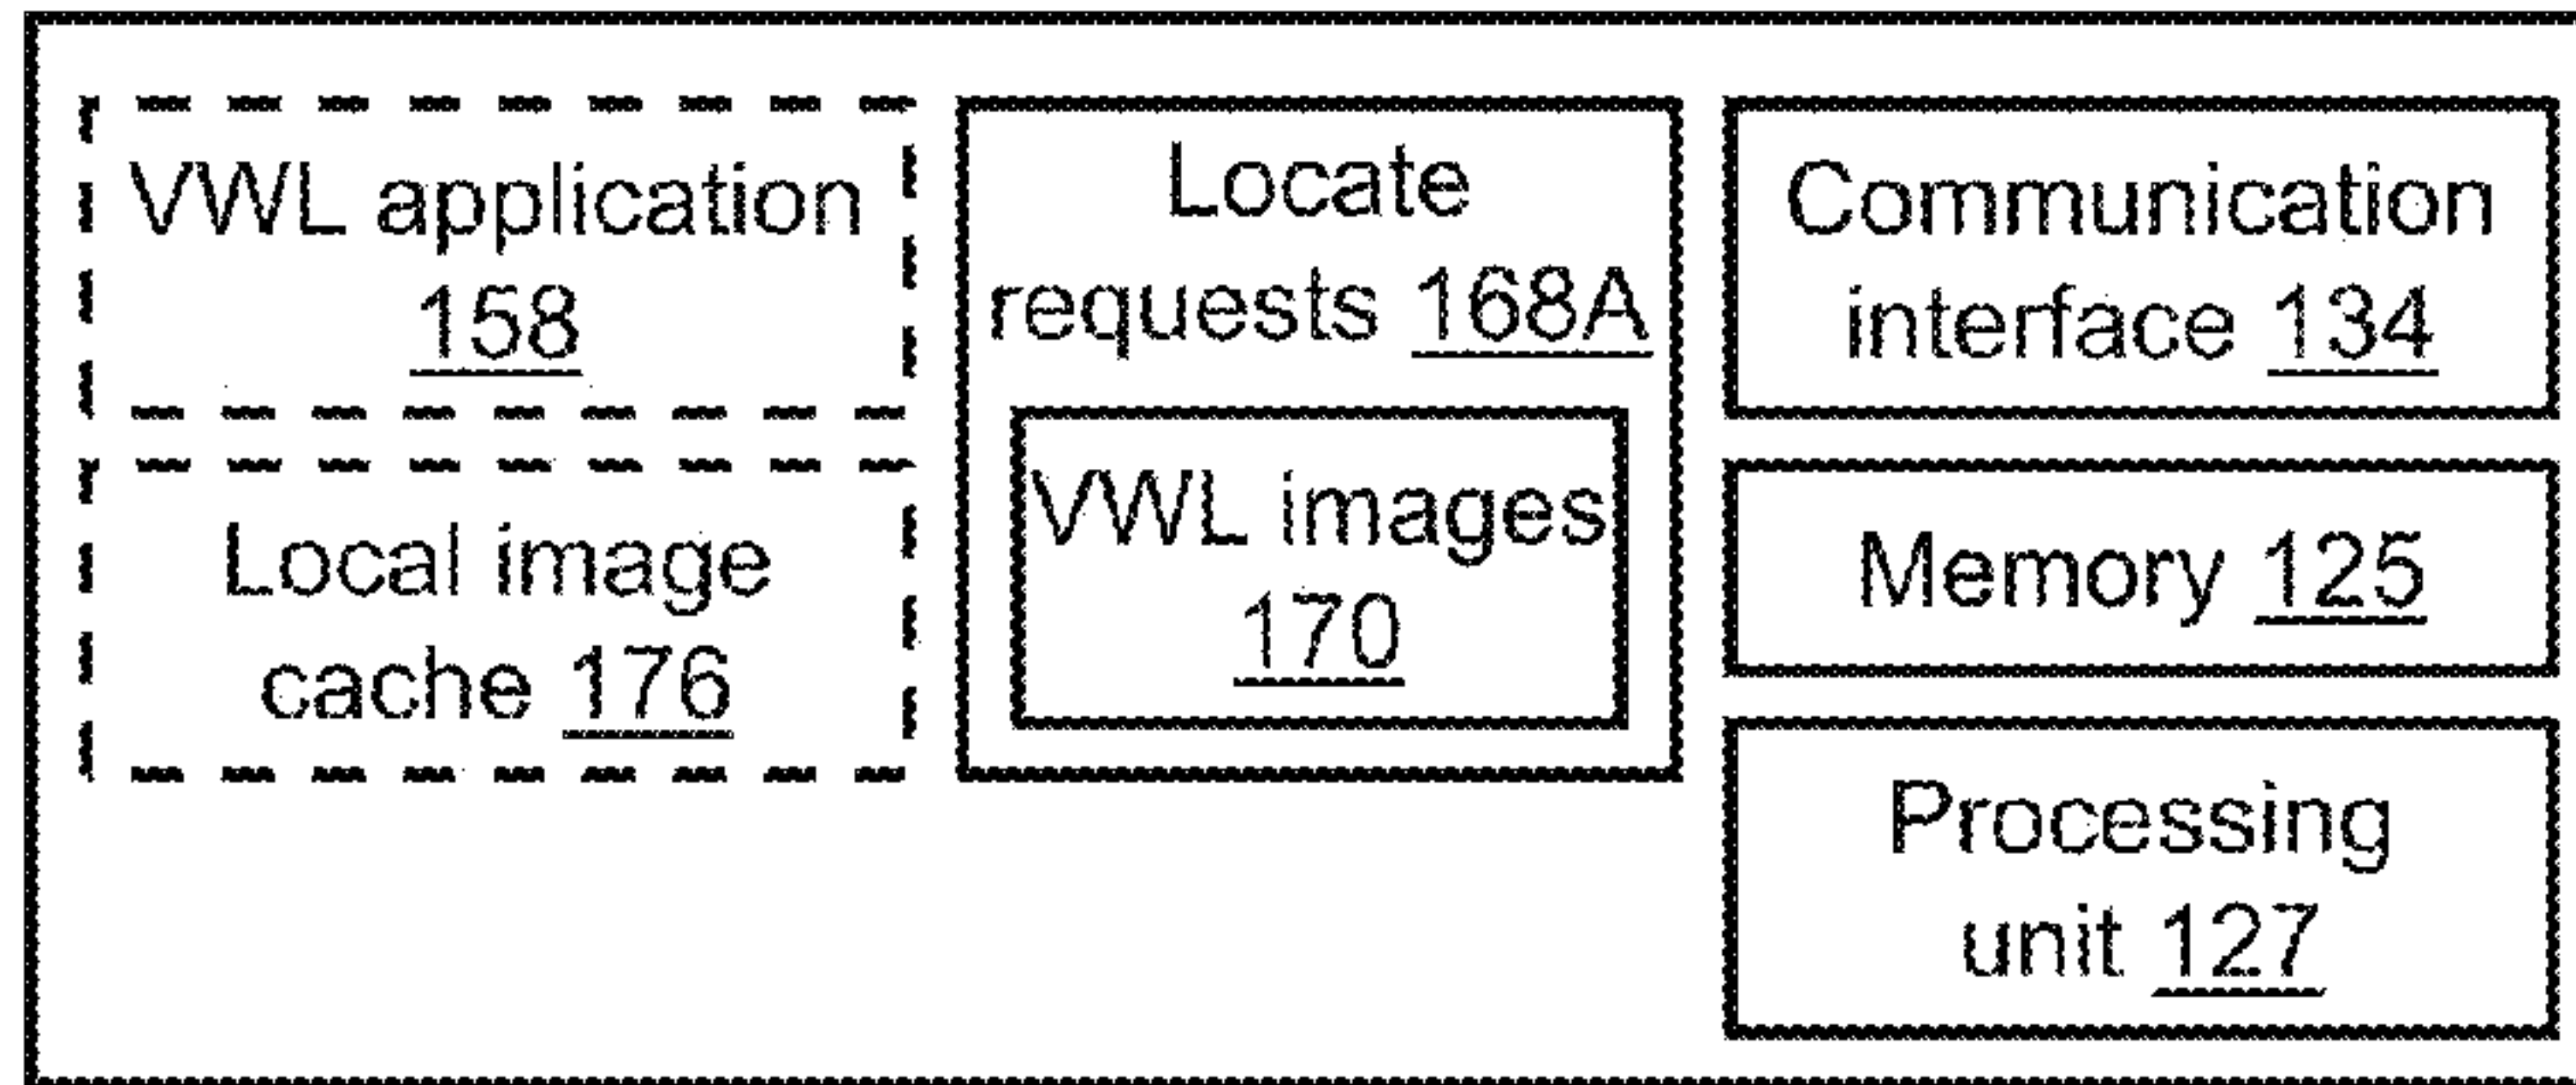 VWL application
158
Local image
cache 176
Locate
requests 168A
VWL images
170
Communication
interface 134
Memory 125
Processing
unit 127